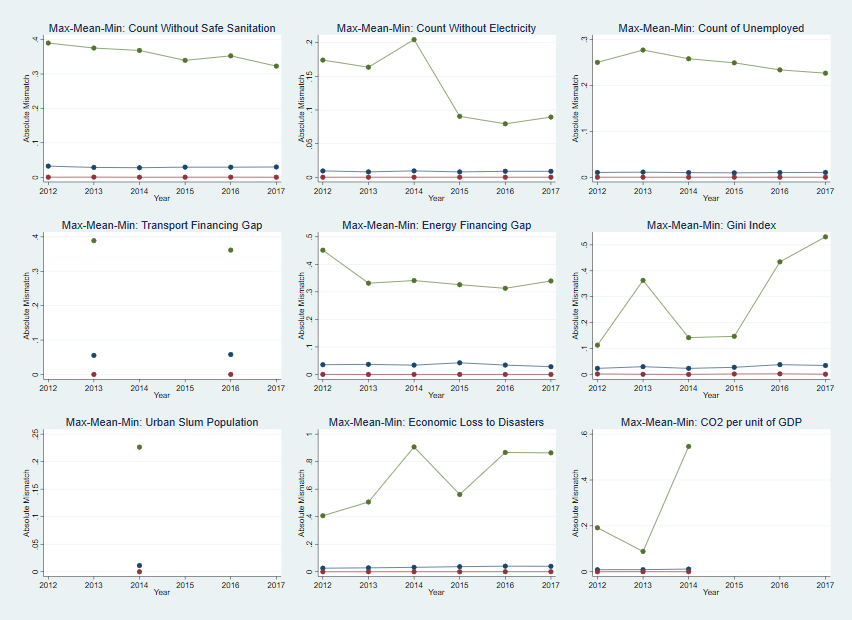 Max-Mean-Min: Count Without Safe Sanitation
Absolute Mismatch
.4
.3
.2
.1
0
2012 2013 2014 2015 2016 2017
Year
Max-Mean-Min: Count Without Electricity
Absolute Mismatch
.2
.15
.1
.05
0
2012 2013 2014 2015 2016 2017
Year
Max-Mean-Min: Count of Unemployed
Absolute Mismatch
.3
.2
.1
0
2012 2013 2014 2015 2016 2017
Year
Max-Mean-Min: Transport Financing Gap
Absolute Mismatch
.4
.3
.2
.1
0
2012 2013 2014 2015 2016 2017
Year
Max-Mean-Min: Energy Financing Gap
Absolute Mismatch
.5
.4
.3
.2
.1
0
2012 2013 2014 2015 2016 2017
Year
Max-Mean-Min: Gini Index
Absolute Mismatch
.5
.4
.3
.2
.1
0
2012 2013 2014 2015 2016 2017
Year
Max-Mean-Min: Urban Slum Population
Absolute Mismatch
.25
.2
.15
.1
.05
0
2012 2013 2014 2015 2016 2017
Year
Max-Mean-Min: Economic Loss to Disasters
Absolute Mismatch
1
.8
.6
.4
.2
0
2012 2013 2014 2015 2016 2017
Year
Max-Mean-Min: CO2 per unit of GDP
Absolute Mismatch
.6
.4
.2
0
2012 2013 2014 2015 2016 2017
Year